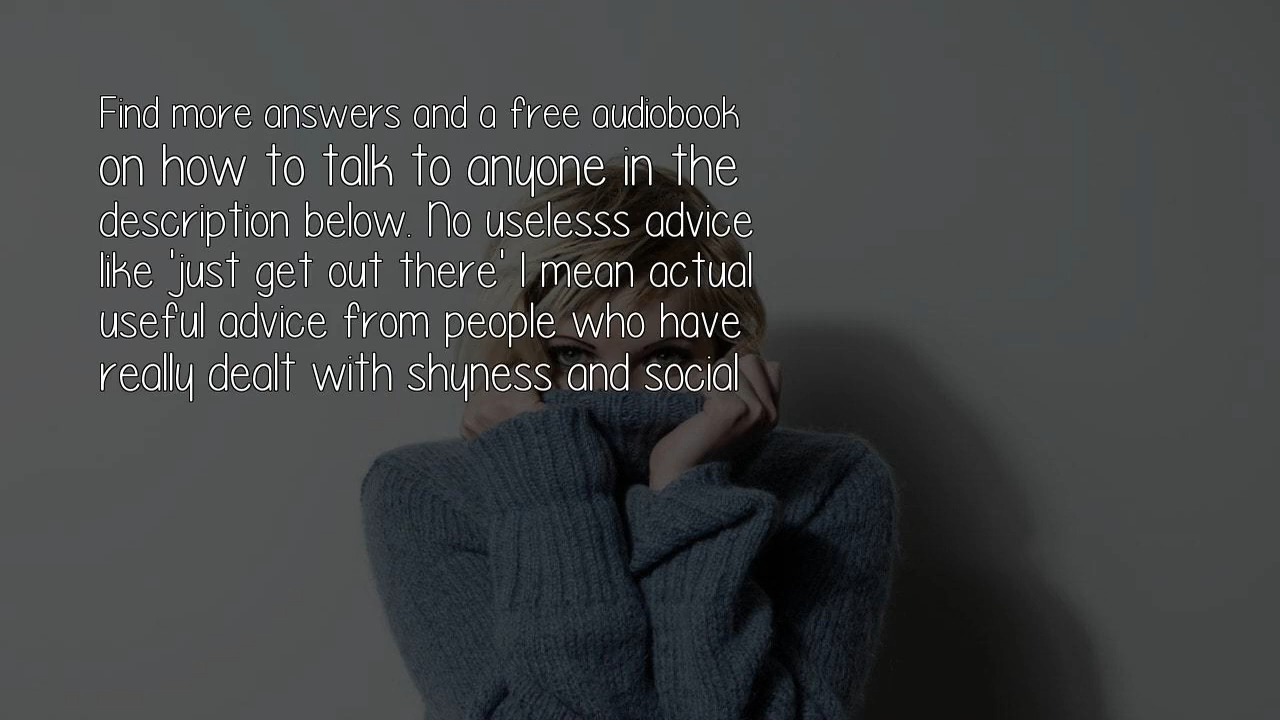 Find more answers and a free audiobook
on how to talk to anyone in the
description below. No uselesss advice
like 'just get out there' I mean actual
useful advice from people who have
really dealt with shyness and social